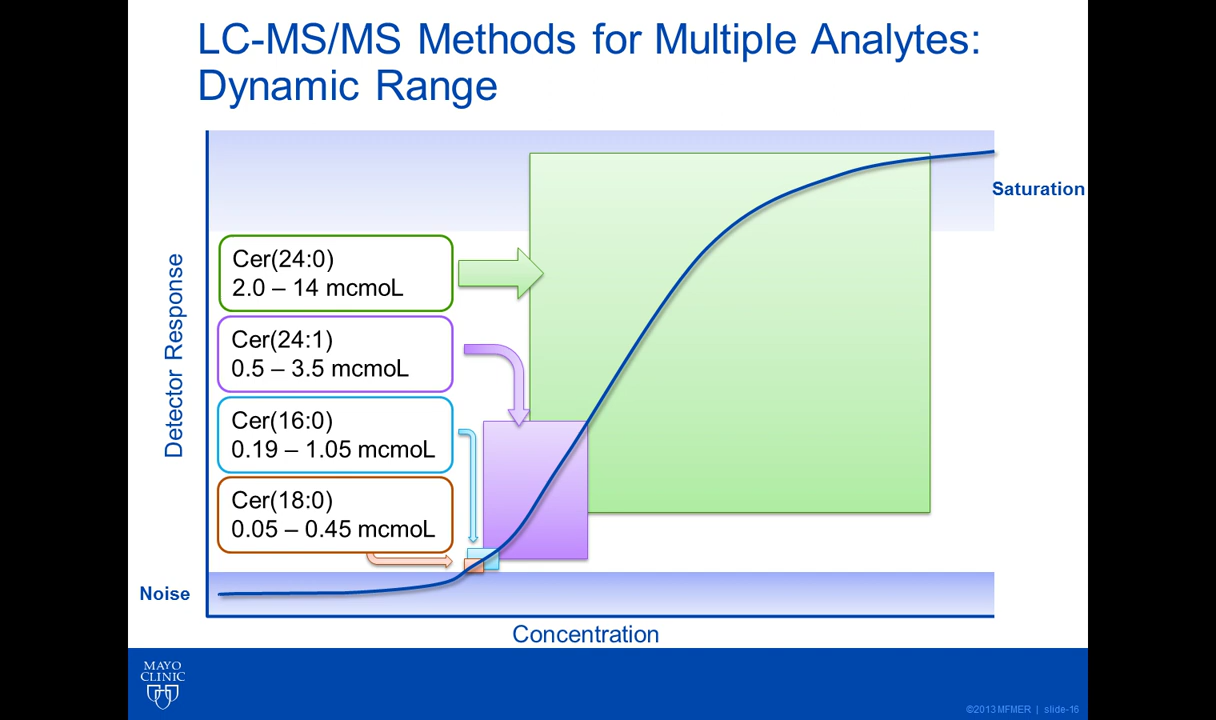 LC-MS/MS Methods for Multiple Analytes:
Dynamic Range
Saturation
Cer(24:0)
2.0 – 14 mcmoL
Cer(24:1)
0.5 – 3.5 mcmoL
Cer(16:0)
0.19 – 1.05 mcmoL
Cer(18:0)
0.05 – 0.45 mcmoL
Detector Response
Noise
Concentration
MAYO
CLINIC
©2013 MFMER | slide-16